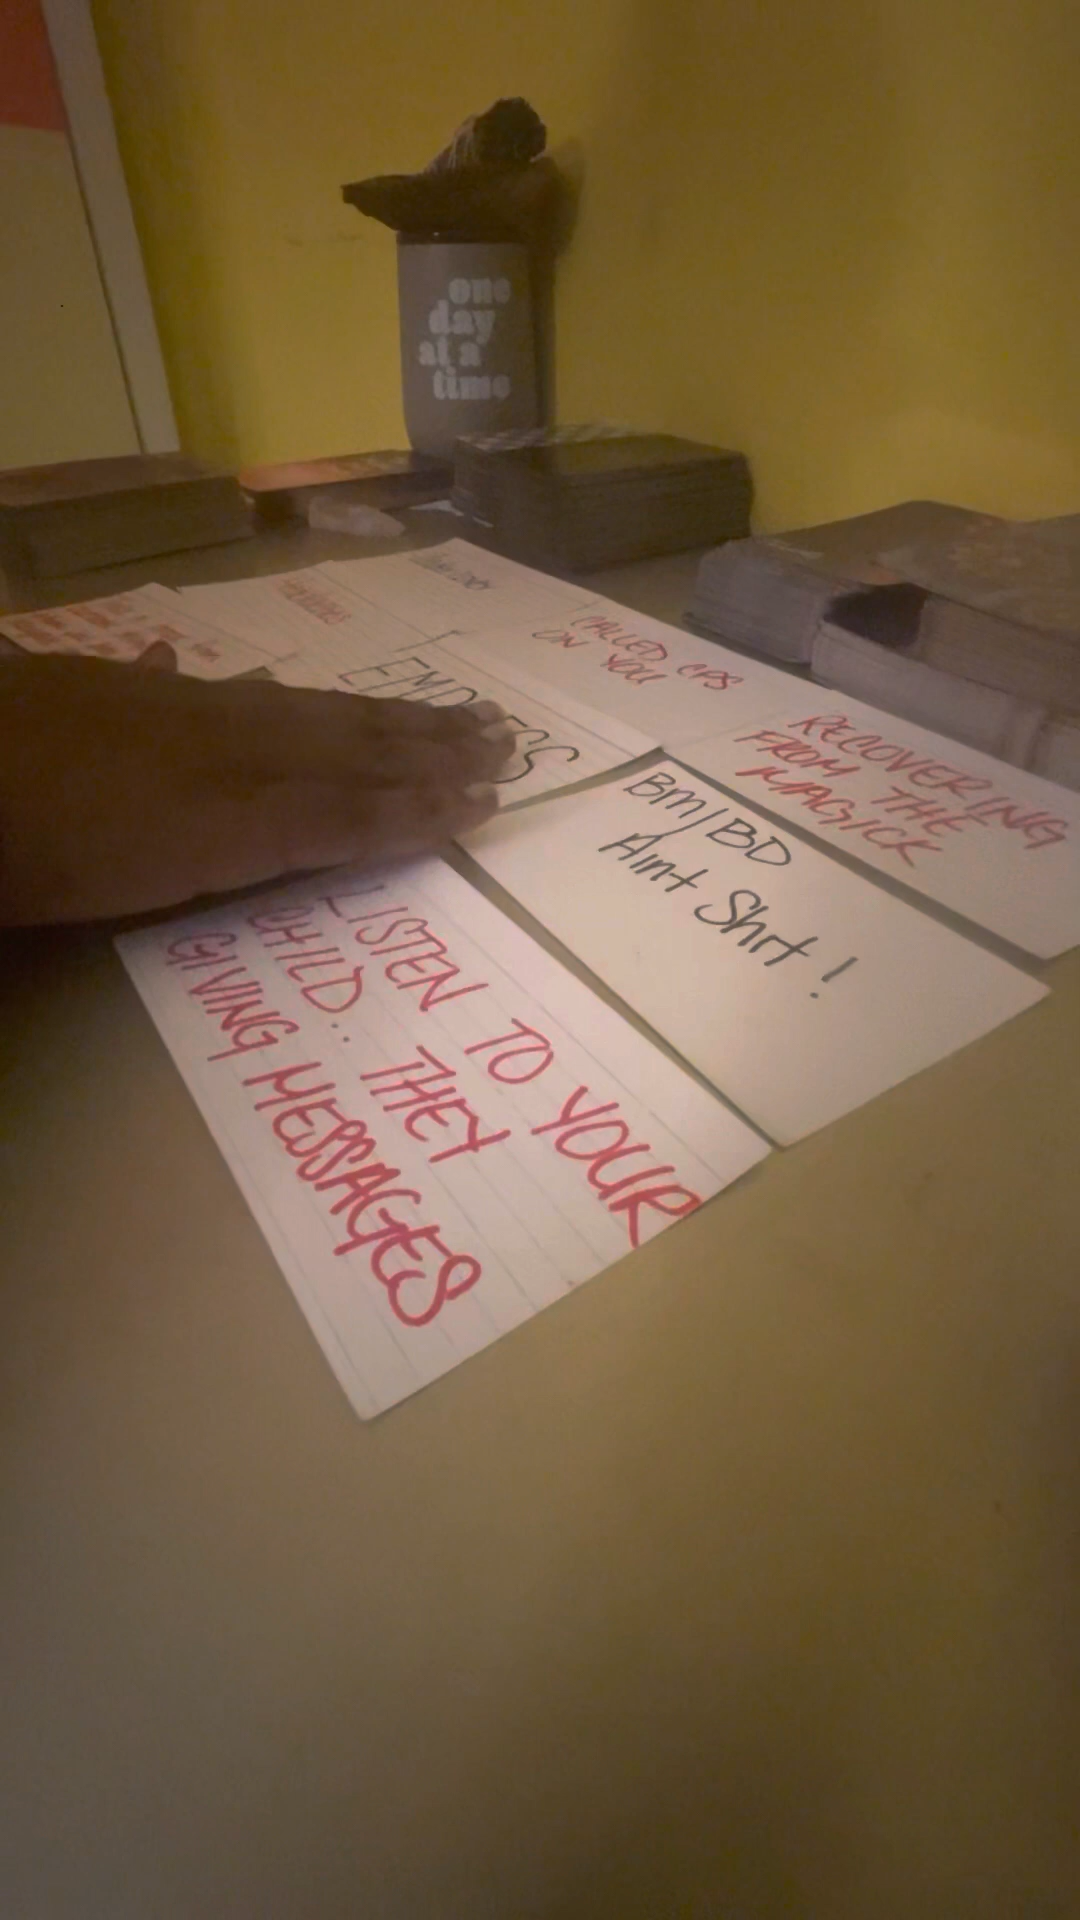 one
day
at a
time
CALLED CPS
ON YOU
EMPRESS
RECOVERING
FROM THE
MAGICK
BM/BD
Aint Shit !
LISTEN TO YOUR
CHILD.. THEY
GIVING MESSAGES